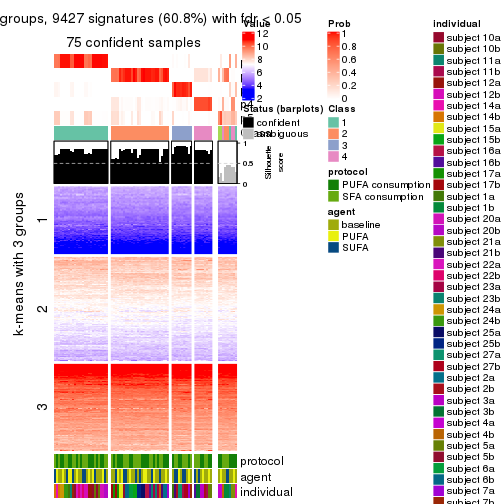 groups, 9427 signatures (60.8%) with fdr < 0.05
75 confident samples
k-means with 3 groups
1
2
3
p4
1
0.5
0
Silhouette
score
protocol
agent
individual
Value
12
10
8
6
4
2
Status (barplots)
confident
ambiguous
Prob
1
0.8
0.6
0.4
0.2
0
Class
1
2
3
4
protocol
PUFA consumption
SFA consumption
agent
baseline
PUFA
SUFA
individual
subject 10a
subject 10b
subject 11a
subject 11b
subject 12a
subject 12b
subject 14a
subject 14b
subject 15a
subject 15b
subject 16a
subject 16b
subject 17a
subject 17b
subject 1a
subject 1b
subject 20a
subject 20b
subject 21a
subject 21b
subject 22a
subject 22b
subject 23a
subject 23b
subject 24a
subject 24b
subject 25a
subject 25b
subject 27a
subject 27b
subject 2a
subject 2b
subject 3a
subject 3b
subject 4a
subject 4b
subject 5a
subject 5b
subject 6a
subject 6b
subject 7a
subject 7b